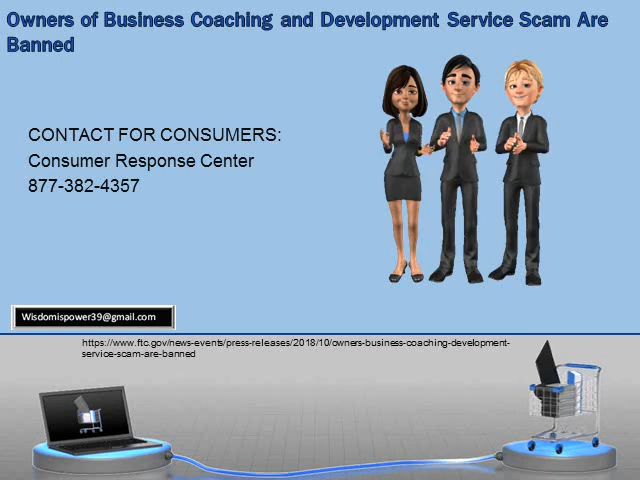 Owners of Business Coaching and Development Service Scam Are
Banned
CONTACT FOR CONSUMERS:
Consumer Response Center
877-382-4357
Wisdomispower39@gmail.com
https://www.ftc.gov/news-events/press-releases/2018/10/owners-business-coaching-development-
service-scam-are-banned